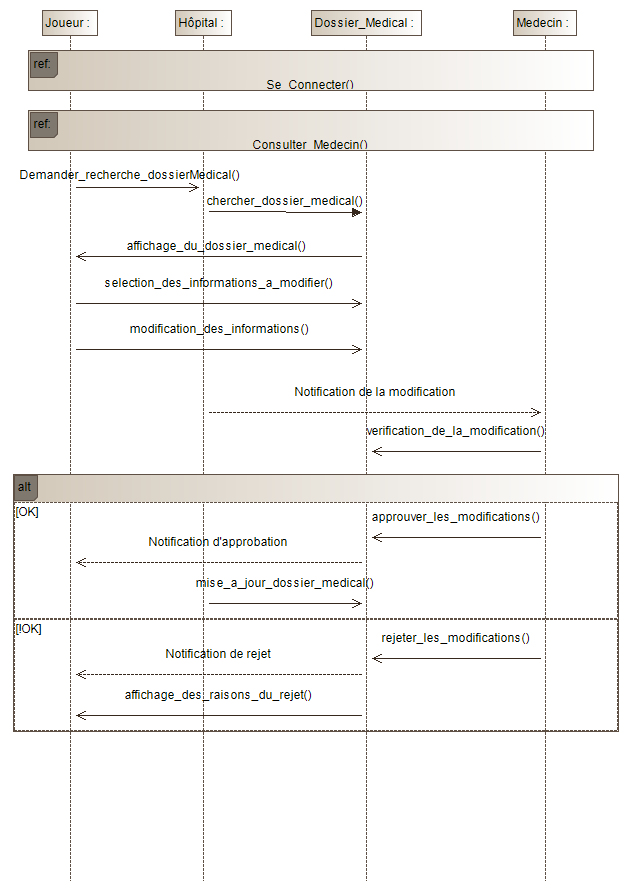 Joueur :
Hôpital :
Dossier_Medical :
Medecin :
ref:
Se_Connecter()
ref:
Consulter_Medecin()
Demander_recherche_dossierMedical()
chercher_dossier_medical()
affichage_du_dossier_medical()
selection_des_informations_a_modifier()
modification_des_informations()
Notification de la modification
verification_de_la_modification()
alt
[OK]
approuver_les_modifications()
Notification d'approbation
mise_a_jour_dossier_medical()
[!OK]
rejeter_les_modifications()
Notification de rejet
affichage_des_raisons_du_rejet()